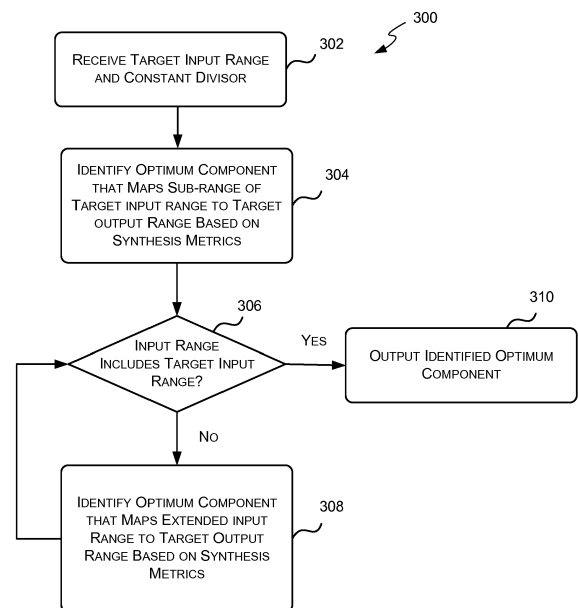 300
RECEIVE TARGET INPUT RANGE
AND CONSTANT DIVISOR
302
IDENTIFY OPTIMUM COMPONENT
THAT MAPS SUB-RANGE OF
TARGET INPUT RANGE TO TARGET
OUTPUT RANGE BASED ON
SYNTHESIS METRICS
304
306
INPUT RANGE
INCLUDES TARGET INPUT
RANGE?
YES
310
OUTPUT IDENTIFIED OPTIMUM
COMPONENT
NO
IDENTIFY OPTIMUM COMPONENT
THAT MAPS EXTENDED INPUT
RANGE TO TARGET OUTPUT
RANGE BASED ON SYNTHESIS
METRICS
308